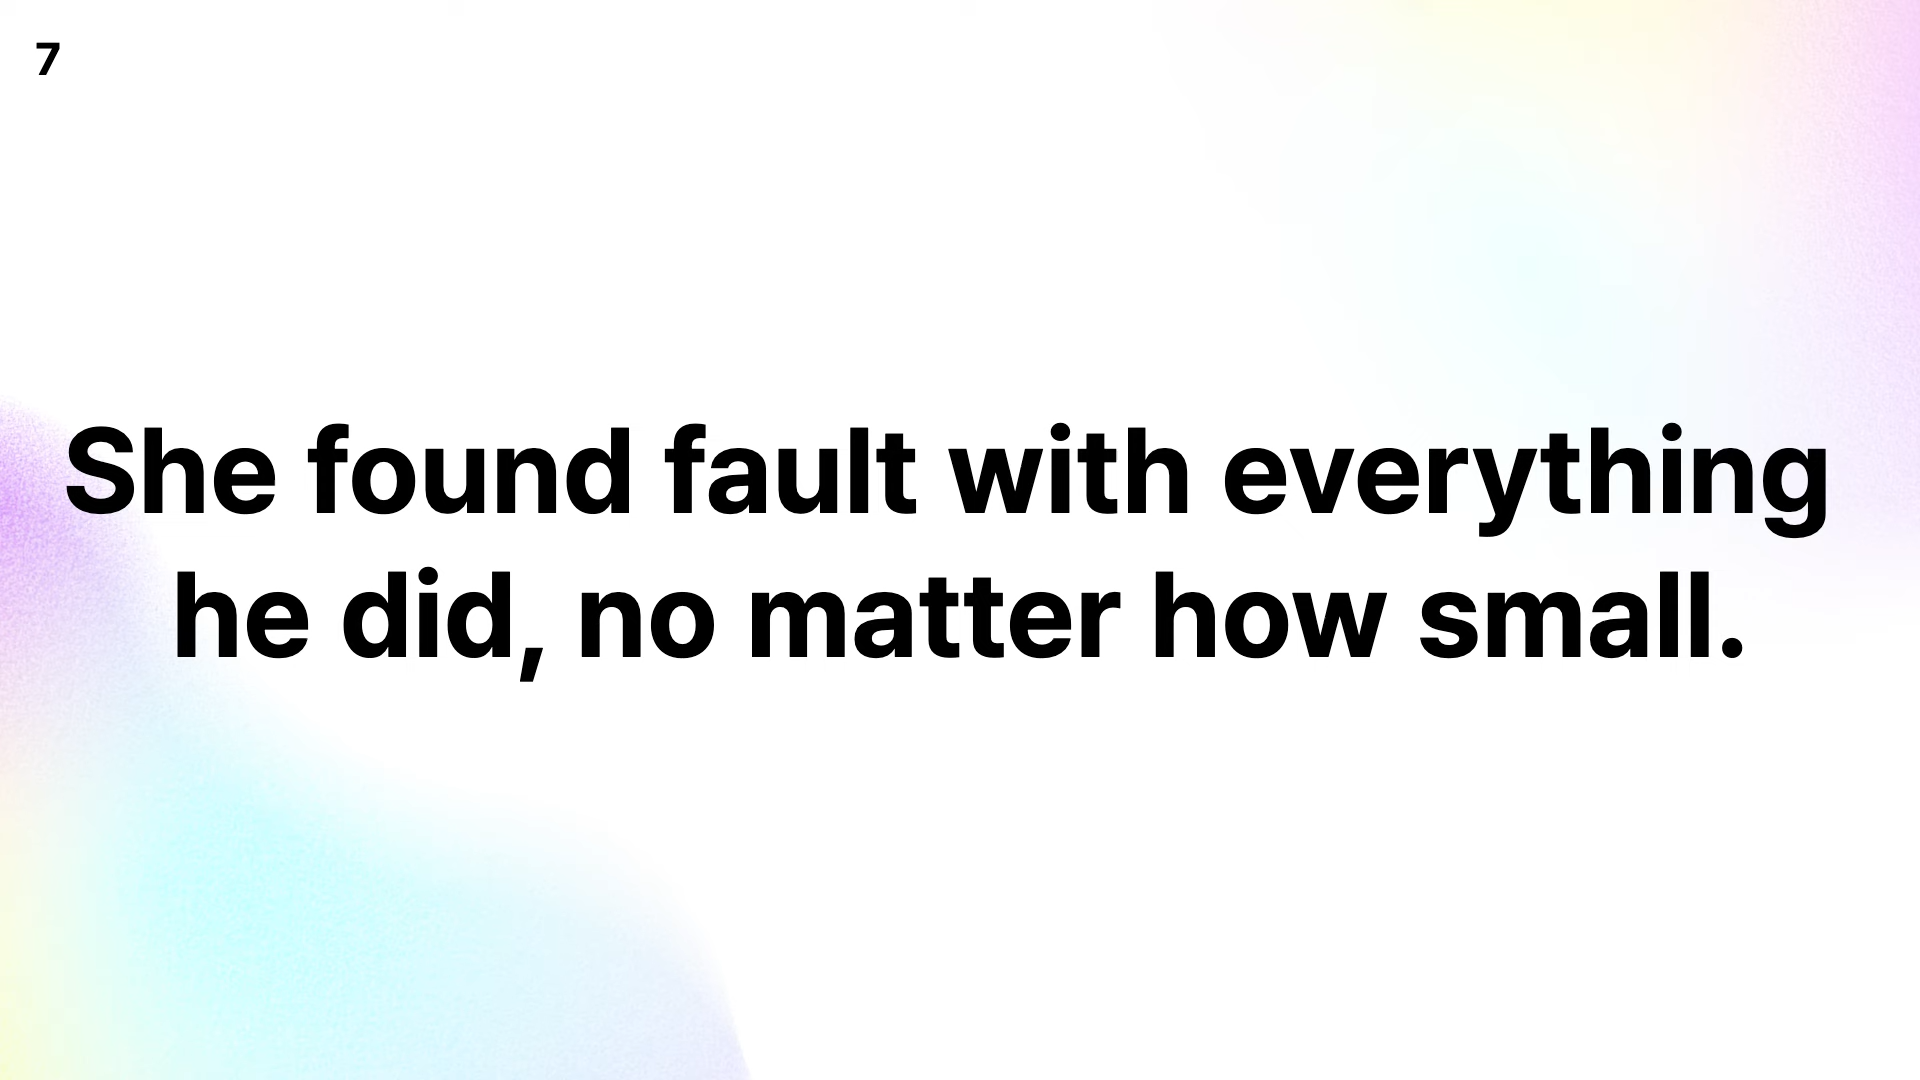 7
She found fault with everything
he did, no matter how small.